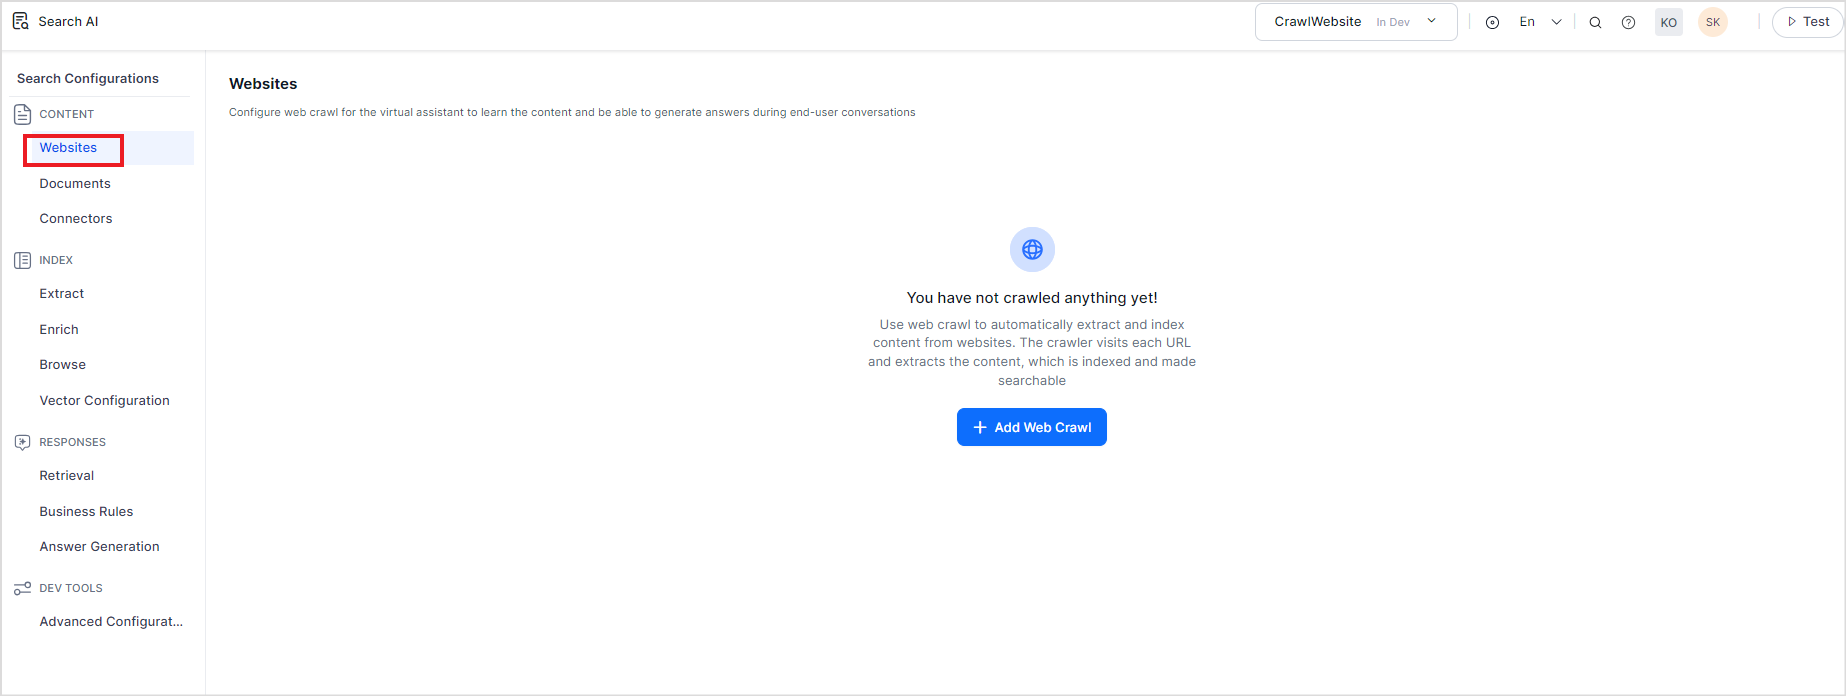 Search AI
CrawlWebsite In Dev
En
KO
SK
Test
Search Configurations
CONTENT
Websites
Documents
Connectors
INDEX
Extract
Enrich
Browse
Vector Configuration
RESPONSES
Retrieval
Business Rules
Answer Generation
DEV TOOLS
Advanced Configurat...
Websites
Configure web crawl for the virtual assistant to learn the content and be able to generate answers during end-user conversations
You have not crawled anything yet!
Use web crawl to automatically extract and index
content from websites. The crawler visits each URL
and extracts the content, which is indexed and made
searchable
+ Add Web Crawl